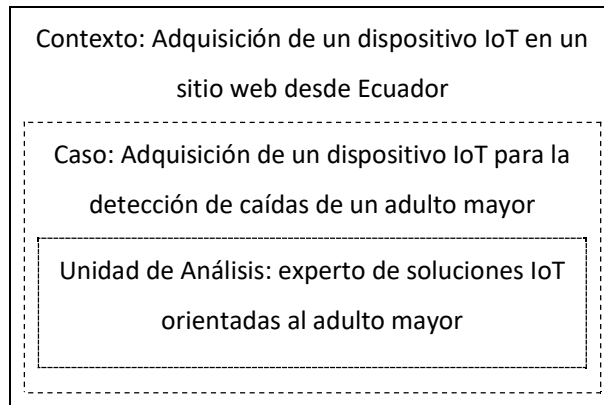 Contexto: Adquisición de un dispositivo IoT en un
sitio web desde Ecuador
Caso: Adquisición de un dispositivo IoT para la
detección de caídas de un adulto mayor
Unidad de Análisis: experto de soluciones IoT
orientadas al adulto mayor